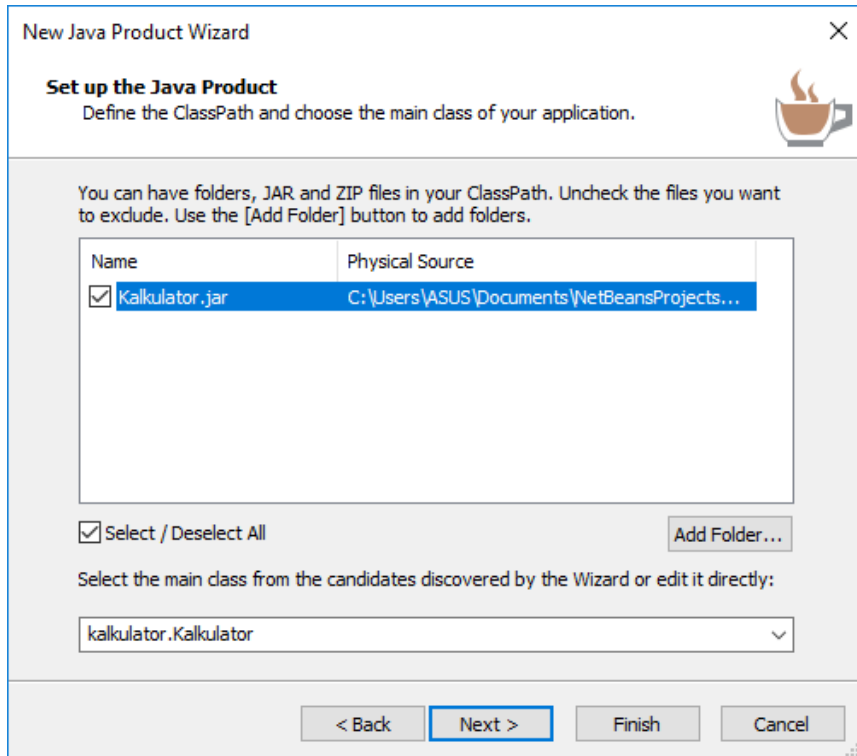 New Java Product Wizard
Set up the Java Product
Define the ClassPath and choose the main class of your application.
You can have folders, JAR and ZIP files in your ClassPath. Uncheck the files you want
to exclude. Use the [Add Folder] button to add folders.
Name Physical Source
Kalkulator.jar C:\Users\ASUS\Documents\NetBeansProjects...
Select / Deselect All Add Folder...
Select the main class from the candidates discovered by the Wizard or edit it directly:
kalkulator.Kalkulator
< Back Next > Finish Cancel